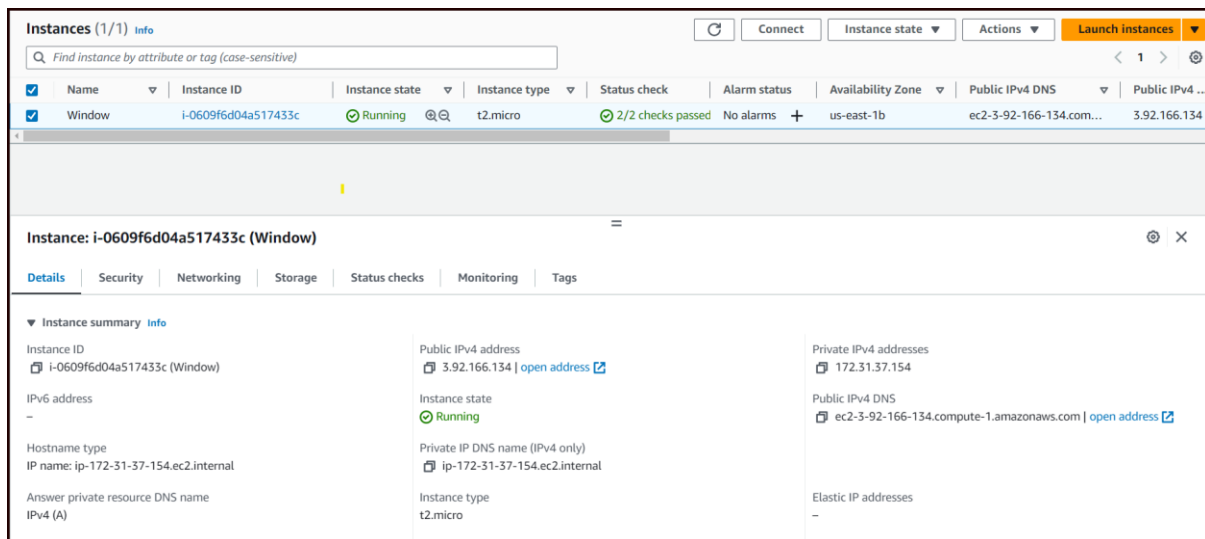 Instances (1/1) Info
Connect
Instance state
Actions
Launch instances
Find instance by attribute or tag (case-sensitive)
1
Name Instance ID Instance state Instance type Status check Alarm status Availability Zone Public IPv4 DNS Public IPv4 ...
Window i-0609f6d04a517433c Running t2.micro 2/2 checks passed No alarms + us-east-1b ec2-3-92-166-134.com... 3.92.166.134
Instance: i-0609f6d04a517433c (Window)
Details Security Networking Storage Status checks Monitoring Tags
Instance summary Info
Instance ID
i-0609f6d04a517433c (Window)
Public IPv4 address
3.92.166.134 | open address
Private IPv4 addresses
172.31.37.154
IPv6 address
–
Instance state
Running
Public IPv4 DNS
ec2-3-92-166-134.compute-1.amazonaws.com | open address
Hostname type
IP name: ip-172-31-37-154.ec2.internal
Private IP DNS name (IPv4 only)
ip-172-31-37-154.ec2.internal
Answer private resource DNS name
IPv4 (A)
Instance type
t2.micro
Elastic IP addresses
–